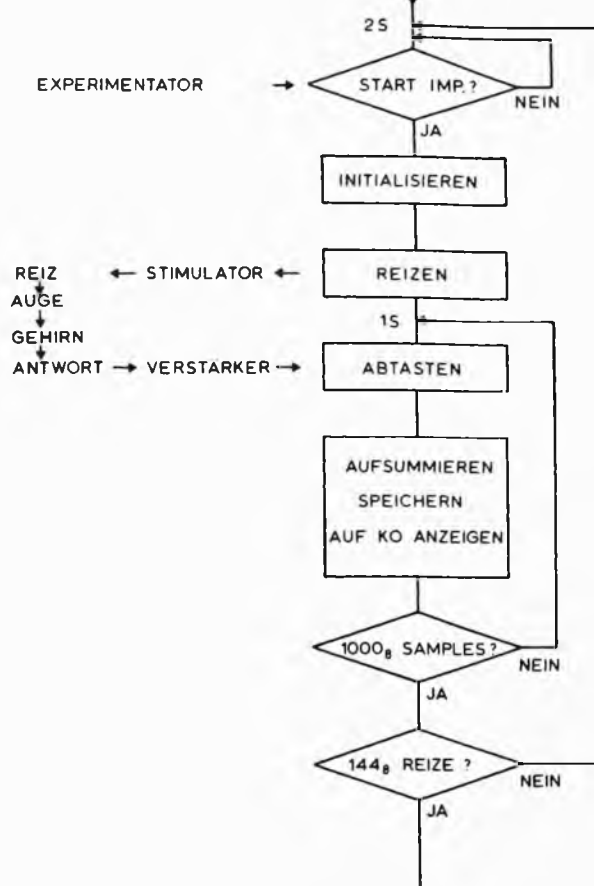 2S
EXPERIMENTATOR → START IMP.?
NEIN
JA
INITIALISIEREN
REIZ ← STIMULATOR ← REIZEN
AUGE
1S
GEHIRN
ANTWORT → VERSTARKER → ABTASTEN
AUFSUMMIEREN
SPEICHERN
AUF KO ANZEIGEN
1000₈ SAMPLES?
NEIN
JA
144₈ REIZE ?
NEIN
JA